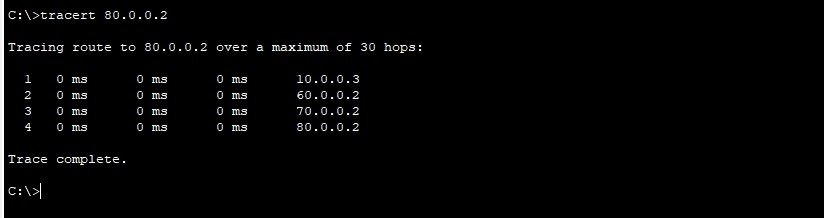 C:\>tracert 80.0.0.2
Tracing route to 80.0.0.2 over a maximum of 30 hops:
1 0 ms 0 ms 0 ms 10.0.0.3
2 0 ms 0 ms 0 ms 60.0.0.2
3 0 ms 0 ms 0 ms 70.0.0.2
4 0 ms 0 ms 0 ms 80.0.0.2
Trace complete.
C:\>